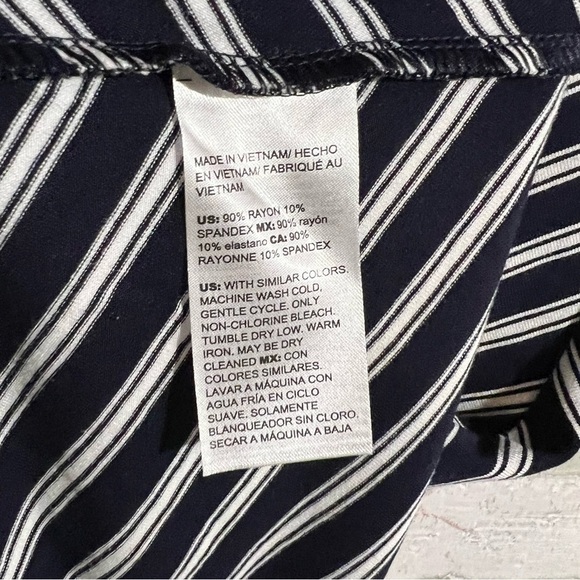 MADE IN VIETNAM/ HECHO
EN VIETNAM/ FABRIQUÉ AU
VIETNAM
US: 90% RAYON 10%
SPANDEX MX: 90% rayón
10% elastano CA: 90%
RAYONNE 10% SPANDEX
US: WITH SIMILAR COLORS.
MACHINE WASH COLD,
GENTLE CYCLE. ONLY
NON-CHLORINE BLEACH.
TUMBLE DRY LOW. WARM
IRON. MAY BE DRY
CLEANED MX: CON
COLORES SIMILARES.
LAVAR A MÁQUINA CON
AGUA FRÍA EN CICLO
SUAVE. SOLAMENTE
BLANQUEADOR SIN CLORO.
SECAR A MÁQUINA A BAJA